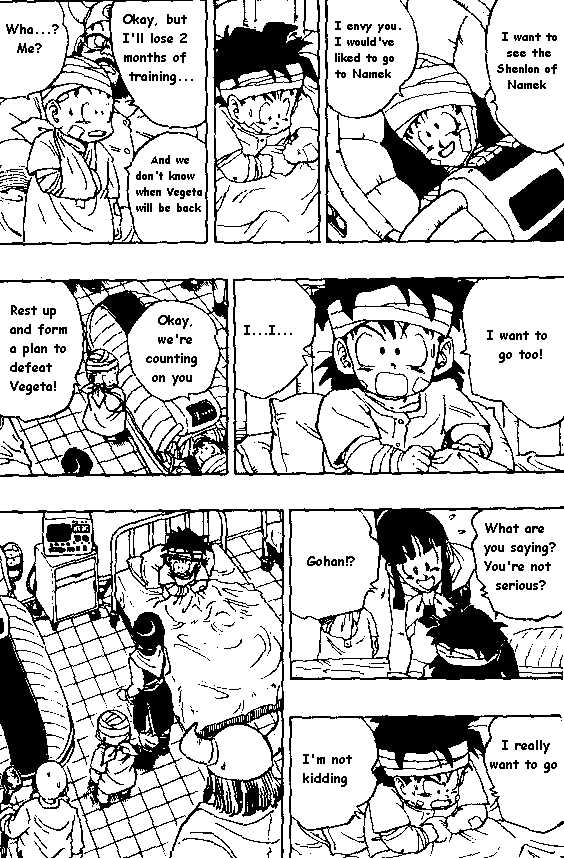 Wha...?
Me?
Okay, but
I'll lose 2
months of
training...
And we
don't know
when Vegeta
will be back
I envy you.
I would've
liked to go
to Namek
I want to
see the
Shenlon of
Namek
Rest up
and form
a plan to
defeat
Vegeta!
Okay,
we're
counting
on you
I...I...
I want to
go too!
Gohan!?
What are
you saying?
You're not
serious?
I'm not
kidding
I really
want to go